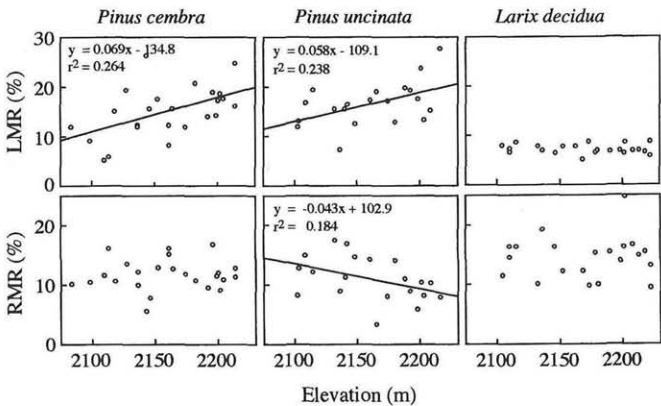 Pinus cembra Pinus uncinata Larix decidua
30
y = 0.069x - 134.8
r² = 0.264
y = 0.058x - 109.1
r² = 0.238
LMR (%)
20
10
0
y = -0.043x + 102.9
r² = 0.184
RMR (%)
20
10
0
2100 2150 2200 2100 2150 2200 2100 2150 2200
Elevation (m)